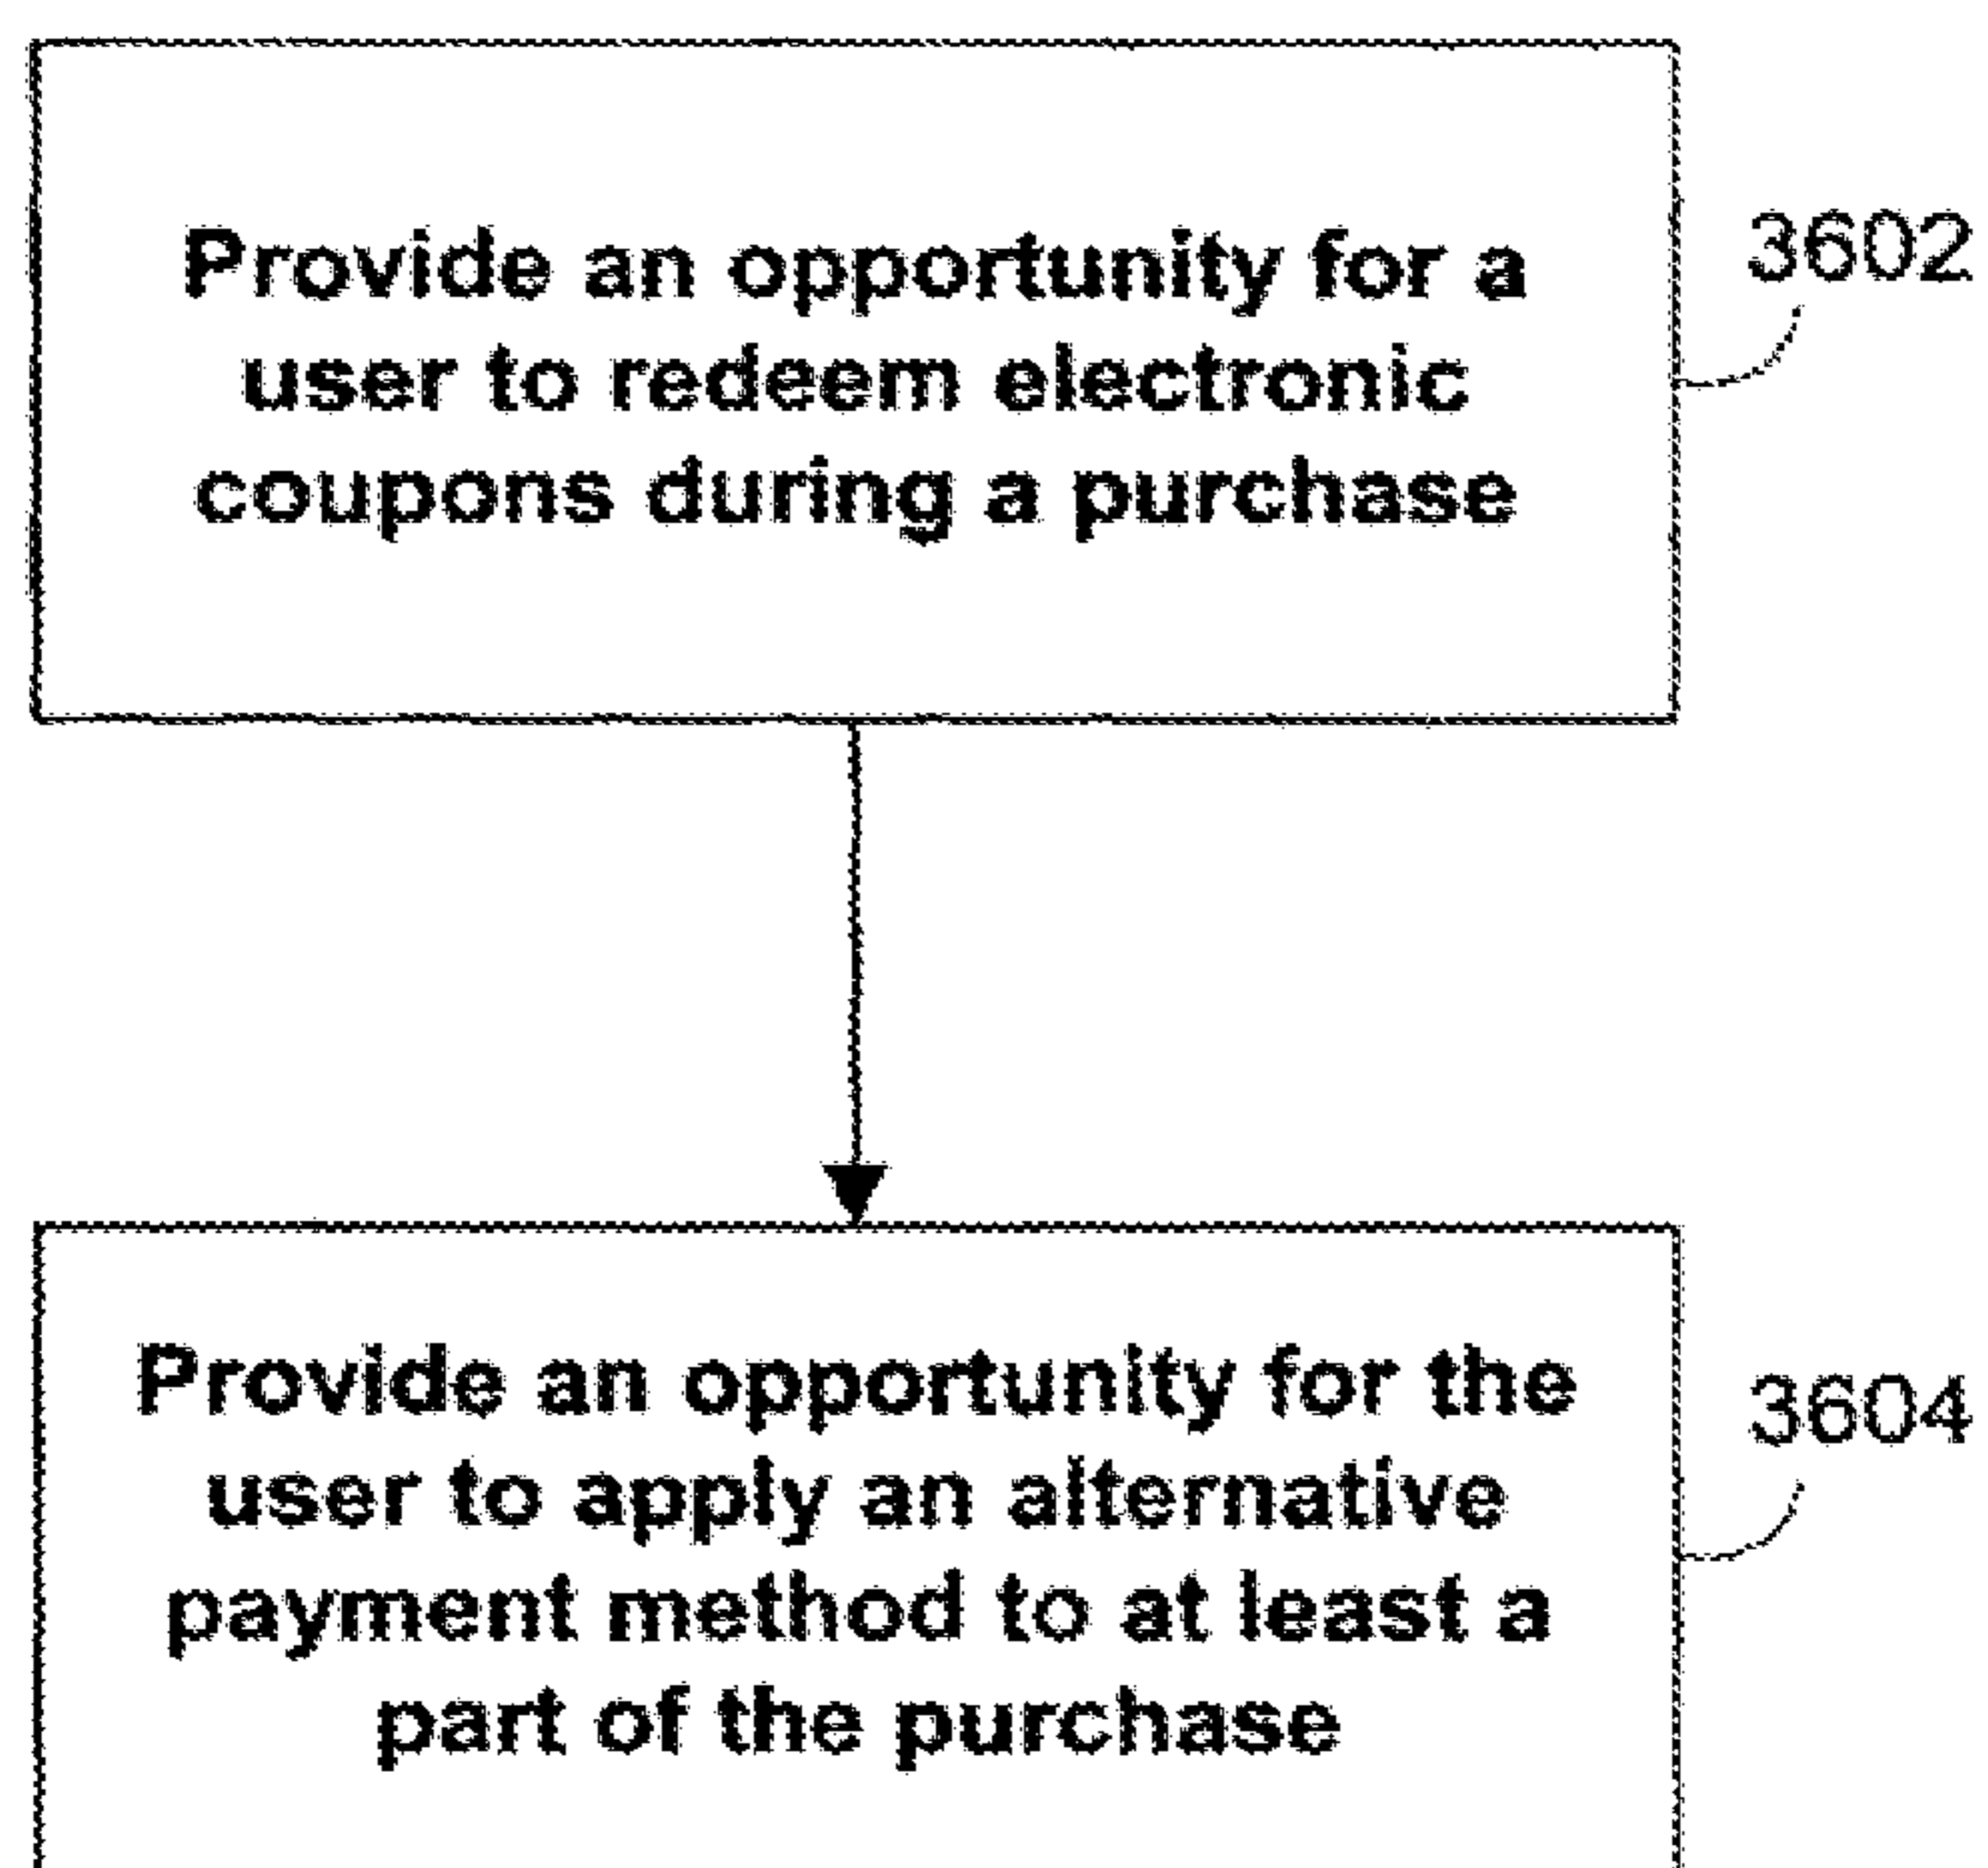 Provide an opportunity for a
user to redeem electronic
coupons during a purchase
3602
Provide an opportunity for the
user to apply an alternative
payment method to at least a
part of the purchase
3604